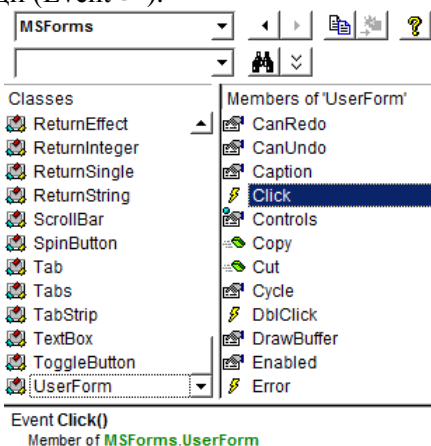 (Event
MSForms
Classes
Members of 'UserForm'
ReturnEffect
ReturnInteger
ReturnSingle
ReturnString
ScrollBar
SpinButton
Tab
Tabs
TabStrip
TextBox
ToggleButton
UserForm
CanRedo
CanUndo
Caption
Click
Controls
Copy
Cut
Cycle
DblClick
DrawBuffer
Enabled
Error
Event Click()
Member of MSForms.UserForm